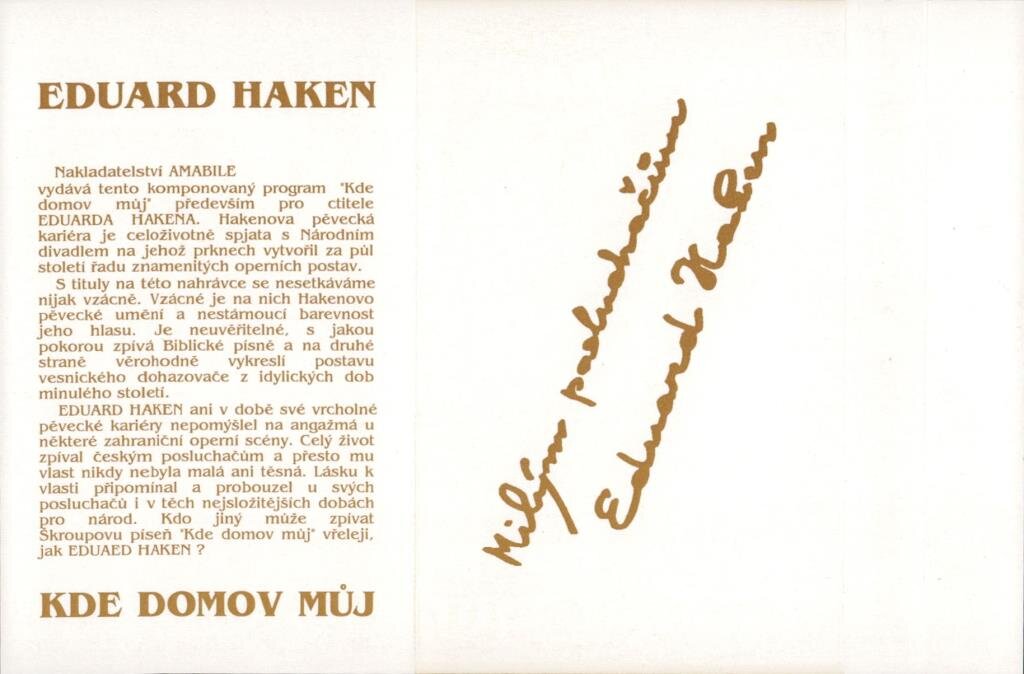 EDUARD HAKEN
Nakladatelství AMABILE
vydává tento komponovaný program "Kde
domov můj" především pro ctitele
EDUARDA HAKENA. Hakenova pěvecká
kariéra je celoživotně spjata s Národním
divadlem na jehož prknech vytvořil za půl
století řadu znamenitých operních postav.
S tituly na této nahrávce se nesetkáváme
nijak vzácně. Vzácné je na nich Hakenovo
pěvecké umění a nestárnoucí barevnost
jeho hlasu. Je neuvěřitelné, s jakou
pokorou zpívá Biblické písně a na druhé
straně věrohodně vykreslí postavu
vesnického dohazovače z idylických dob
minulého století.
EDUARD HAKEN ani v době své vrcholné
pěvecké kariéry nepomýšlel na angažmá u
některé zahraniční operní scény. Celý život
zpíval českým posluchačům a přesto mu
vlast nikdy nebyla malá ani těsná. Lásku k
vlasti připomínal a probouzel u svých
posluchačů i v těch nejsložitějších dobách
pro národ. Kdo jiný může zpívat
Škroupovu píseň "Kde domov můj" vřeleji,
jak EDUAED HAKEN ?
KDE DOMOV MŮJ
Milým posluchačům
Eduard Haken